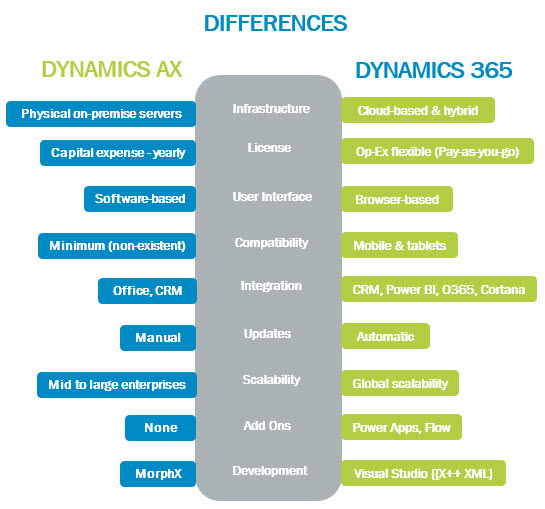 DIFFERENCES
DYNAMICS AX
DYNAMICS 365
Physical on-premise servers
Infrastructure
Cloud-based & hybrid
Capital expense - yearly
License
Op-Ex flexible (Pay-as-you-go)
Software-based
User Interface
Browser-based
Minimum (non-existent)
Compatibility
Mobile & tablets
Office, CRM
Integration
CRM, Power BI, O365, Cortana
Manual
Updates
Automatic
Mid to large enterprises
Scalability
Global scalability
None
Add Ons
Power Apps, Flow
MorphX
Development
Visual Studio {[X++ XML}